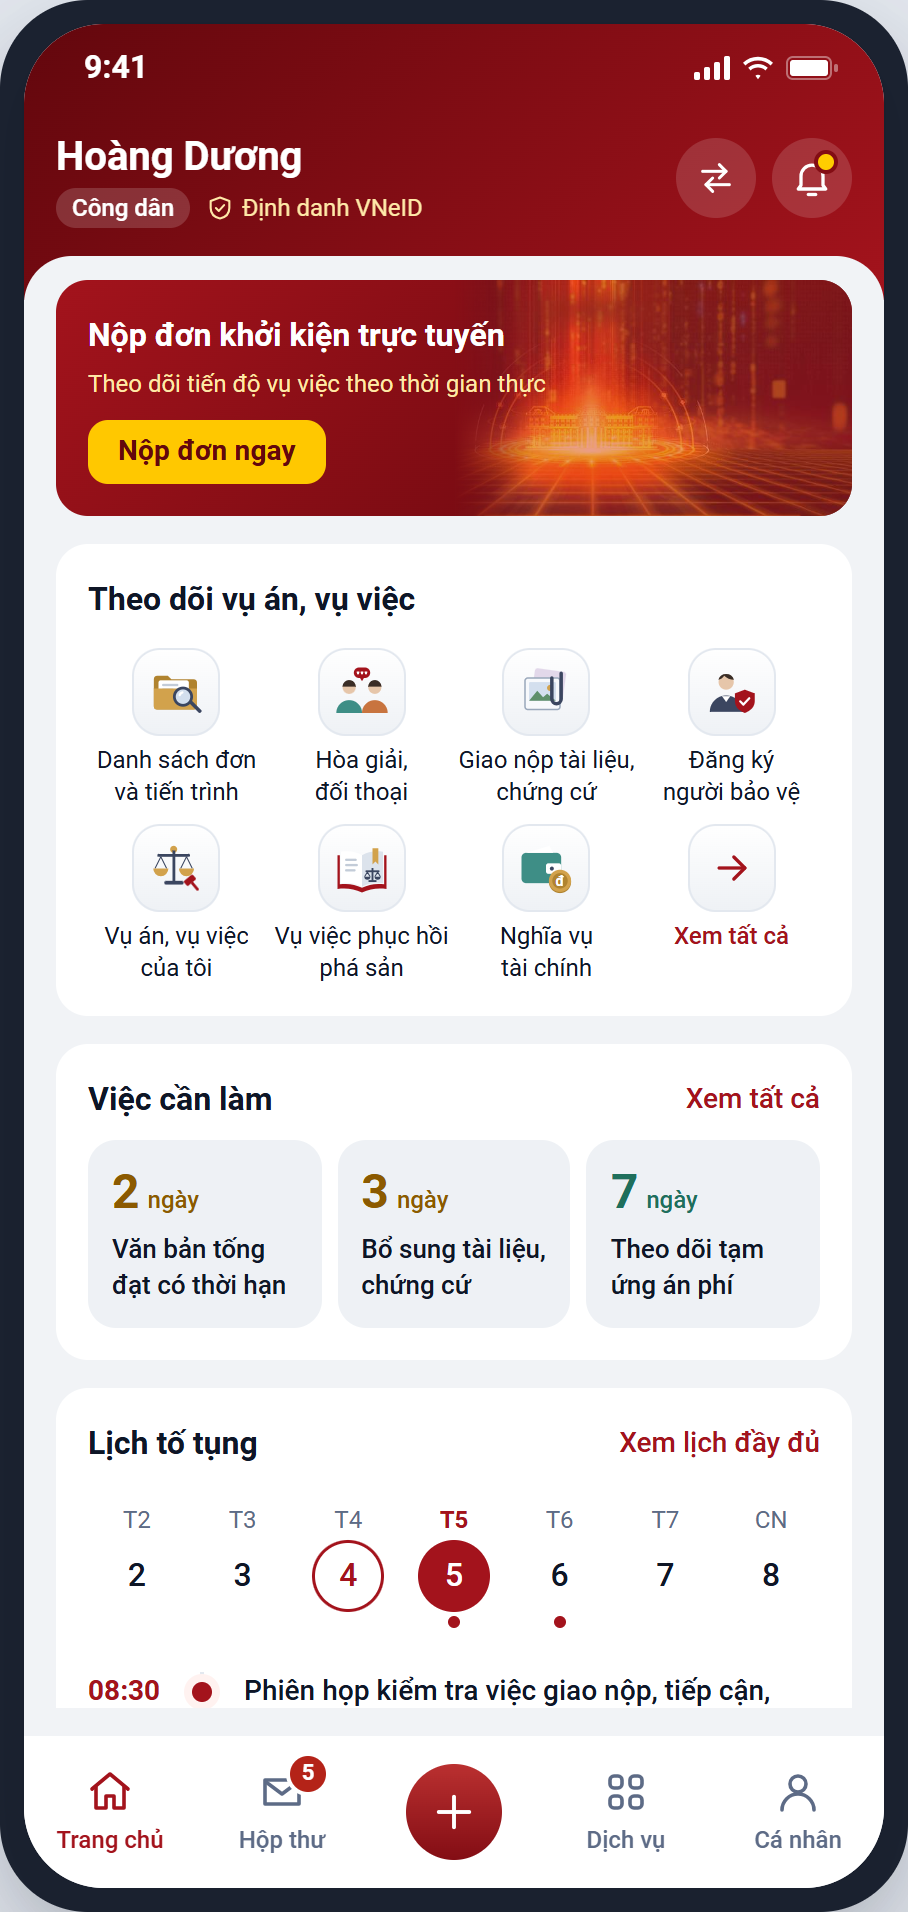 9:41
Hoàng Dương
Công dân
Định danh VNeID
Nộp đơn khởi kiện trực tuyến
Theo dõi tiến độ vụ việc theo thời gian thực
Nộp đơn ngay
Theo dõi vụ án, vụ việc
Danh sách đơn
và tiến trình
Hòa giải,
đối thoại
Giao nộp tài liệu,
chứng cứ
Đăng ký
người bảo vệ
Vụ án, vụ việc
của tôi
Vụ việc phục hồi
phá sản
đ
Nghĩa vụ
tài chính
Xem tất cả
Việc cần làm
Xem tất cả
2 ngày
Văn bản tống
đạt có thời hạn
3 ngày
Bổ sung tài liệu,
chứng cứ
7 ngày
Theo dõi tạm
ứng án phí
Lịch tố tụng
Xem lịch đầy đủ
T2 T3 T4 T5 T6 T7 CN
2 3 4 5 6 7 8
08:30
Phiên họp kiểm tra việc giao nộp, tiếp cận,
5
Trang chủ
Hộp thư
Dịch vụ
Cá nhân